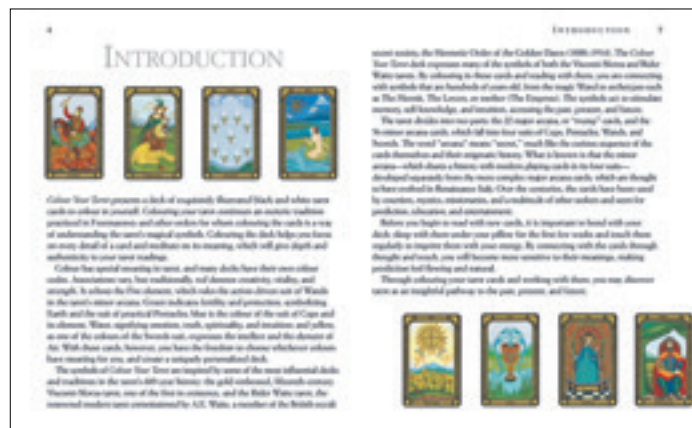 4
INTRODUCTION
Colour Your Tarot presents a deck of exquisitely illustrated black and white tarot
cards to colour in yourself. Colouring your tarot continues an esoteric tradition
practiced in Freemasonry and other orders for whom colouring the cards is a way
of understanding the tarot's magical symbols. Colouring the deck helps you focus
on every detail of a card and meditate on its meaning, which will give depth and
authenticity to your tarot readings.
Colour has special meaning in tarot, and many decks have their own colour
codes. Associations vary, but traditionally, red denotes creativity, vitality, and
strength. It echoes the Fire element, which rules the action-driven suit of Wands
in the tarot's minor arcana. Green indicates fertility and protection, symbolizing
Earth and the suit of practical Pentacles; blue is the colour of the suit of Cups and
its element, Water, signifying emotion, truth, spirituality, and intuition; and yellow,
as one of the colours of the Swords suit, expresses the intellect and the element of
Air. With these cards, however, you have the freedom to choose whichever colours
have meaning for you, and create a uniquely personalized deck.
The symbols of Colour Your Tarot are inspired by some of the most influential decks
and traditions in the tarot's 600-year history: the gold-embossed, fifteenth-century
Visconti-Sforza tarot, one of the first in existence, and the Rider Waite tarot, the
renowned modern tarot commissioned by A.E. Waite, a member of the British occult
INTRODUCTION 5
secret society, the Hermetic Order of the Golden Dawn (1888). The Colour
Your Tarot deck expresses many of the symbols of both the Visconti-Sforza and Rider
Waite tarots. By colouring in these cards and reading with them, you are connecting
with symbols that are hundreds of years old, from the magic Wand to archetypes such
as The Hermit, The Lovers, or mother (The Empress). The symbols act to stimulate
memory, self-knowledge, and intuition, accessing the past, present, and future.
The tarot divides into two parts: the 22 major arcana, or "trump" cards, and the
56 minor arcana cards, which fall into four suits of Cups, Pentacles, Wands, and
Swords. The word "arcana" means "secret," much like the curious sequence of the
cards themselves and their enigmatic history. What is known is that the minor
arcana—which shares a history with modern playing cards in its four suits—
developed separately from the more complex major arcana cards, which are thought
to have evolved in Renaissance Italy. Over the centuries, the cards have been used
by courtiers, mystics, missionaries, and a multitude of other seekers and users for
prediction, education, and entertainment.
Before you begin to read with new cards, it is important to bond with your
deck: sleep with them under your pillow for the first few weeks and touch them
regularly to imprint them with your energy. By connecting with the cards through
thought and touch, you will become more sensitive to their meanings, making
prediction feel flowing and natural.
Through colouring your tarot cards and working with them, you may discover
tarot as an insightful pathway to the past, present, and future.